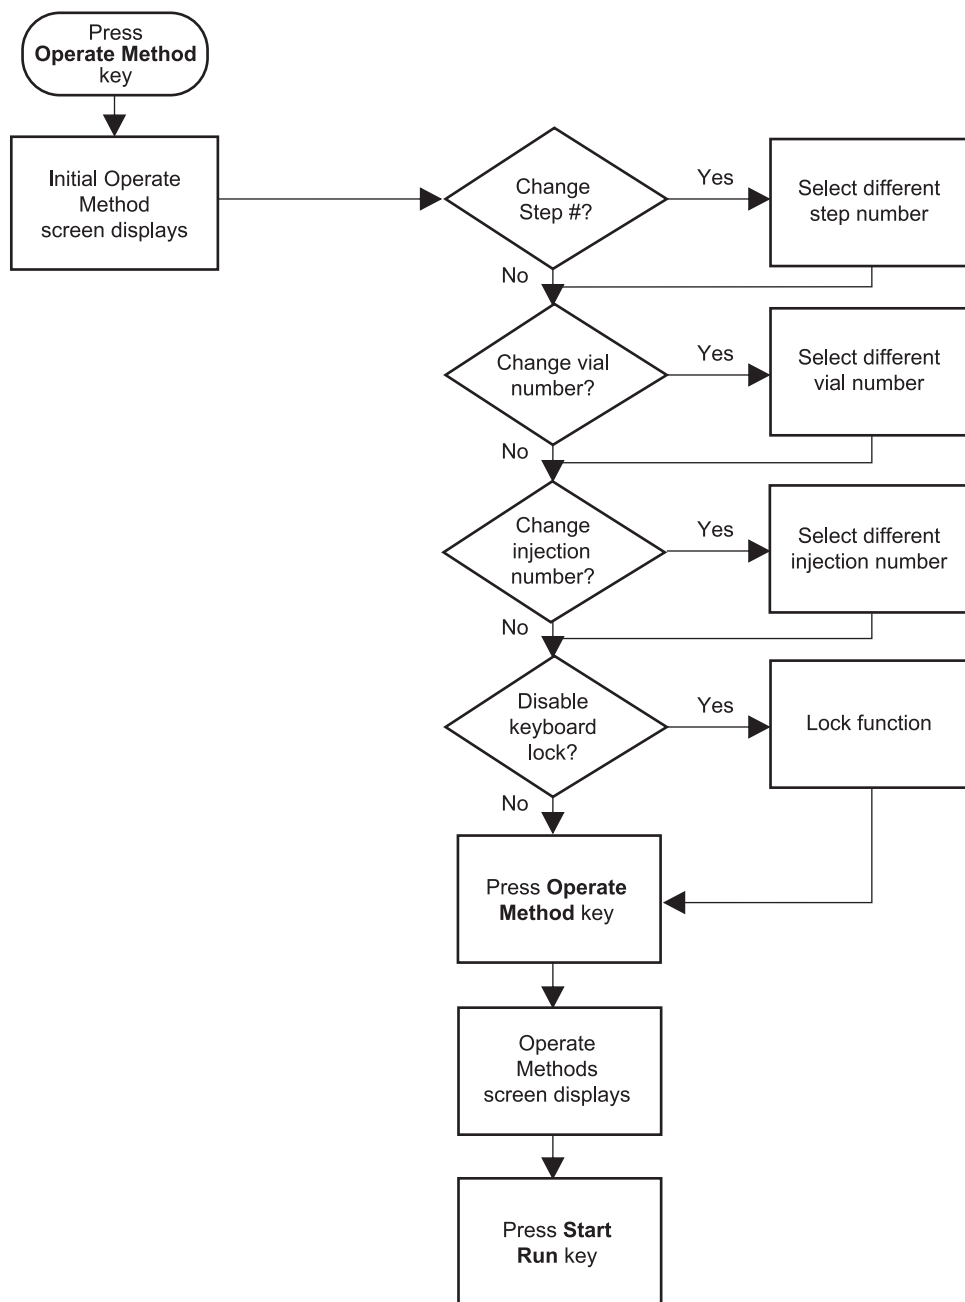 Press
Operate Method
key
Initial Operate
Method
screen displays
Change
Step #?
Yes
Select different
step number
No
Change vial
number?
Yes
Select different
vial number
No
Change
injection
number?
Yes
Select different
injection number
No
Disable
keyboard
lock?
Yes
Lock function
No
Press Operate
Method key
Operate
Methods
screen displays
Press Start
Run key